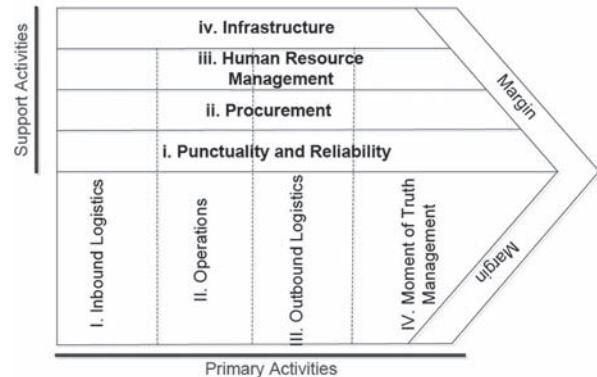 Support Activities
iv. Infrastructure
iii. Human Resource
Management
ii. Procurement
i. Punctuality and Reliability
I. Inbound Logistics
II. Operations
III. Outbound Logistics
IV. Moment of Truth
Management
Margin
Margin
Primary Activities